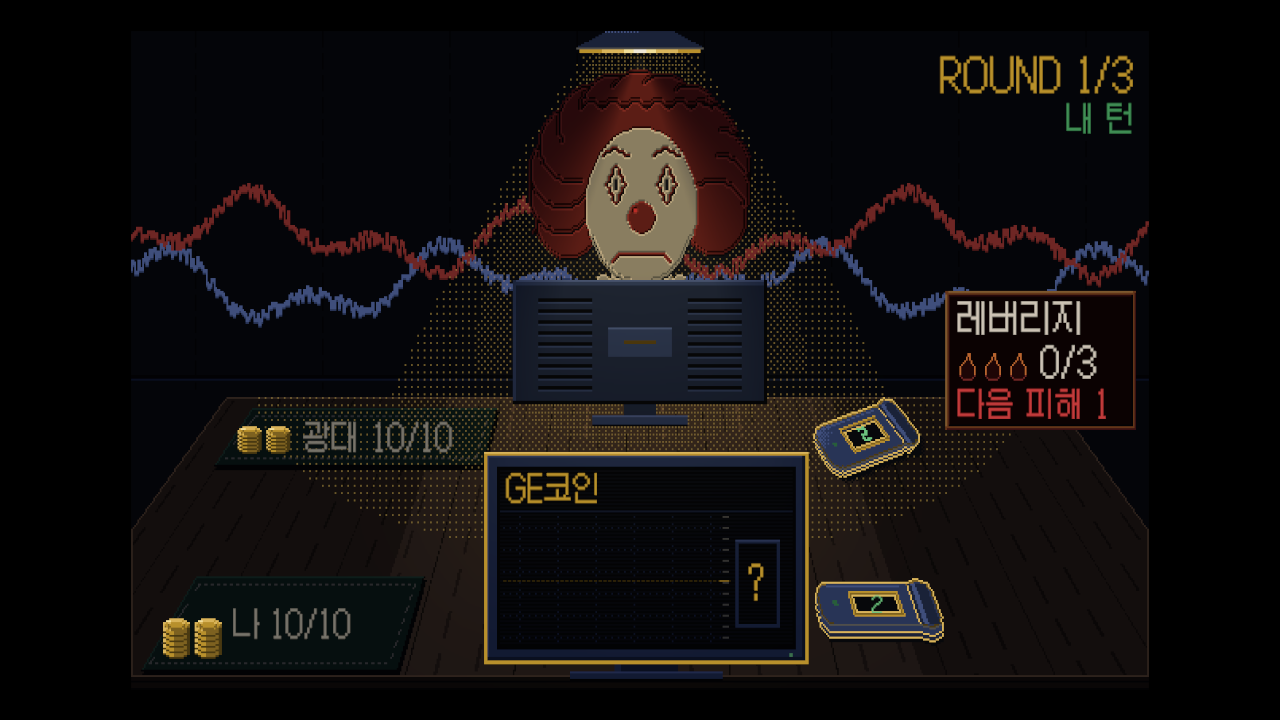 ROUND 1/3
내 턴
레버리지
0/3
다음 피해 1
광대 10/10
?
GE코인
?
나 10/10
?